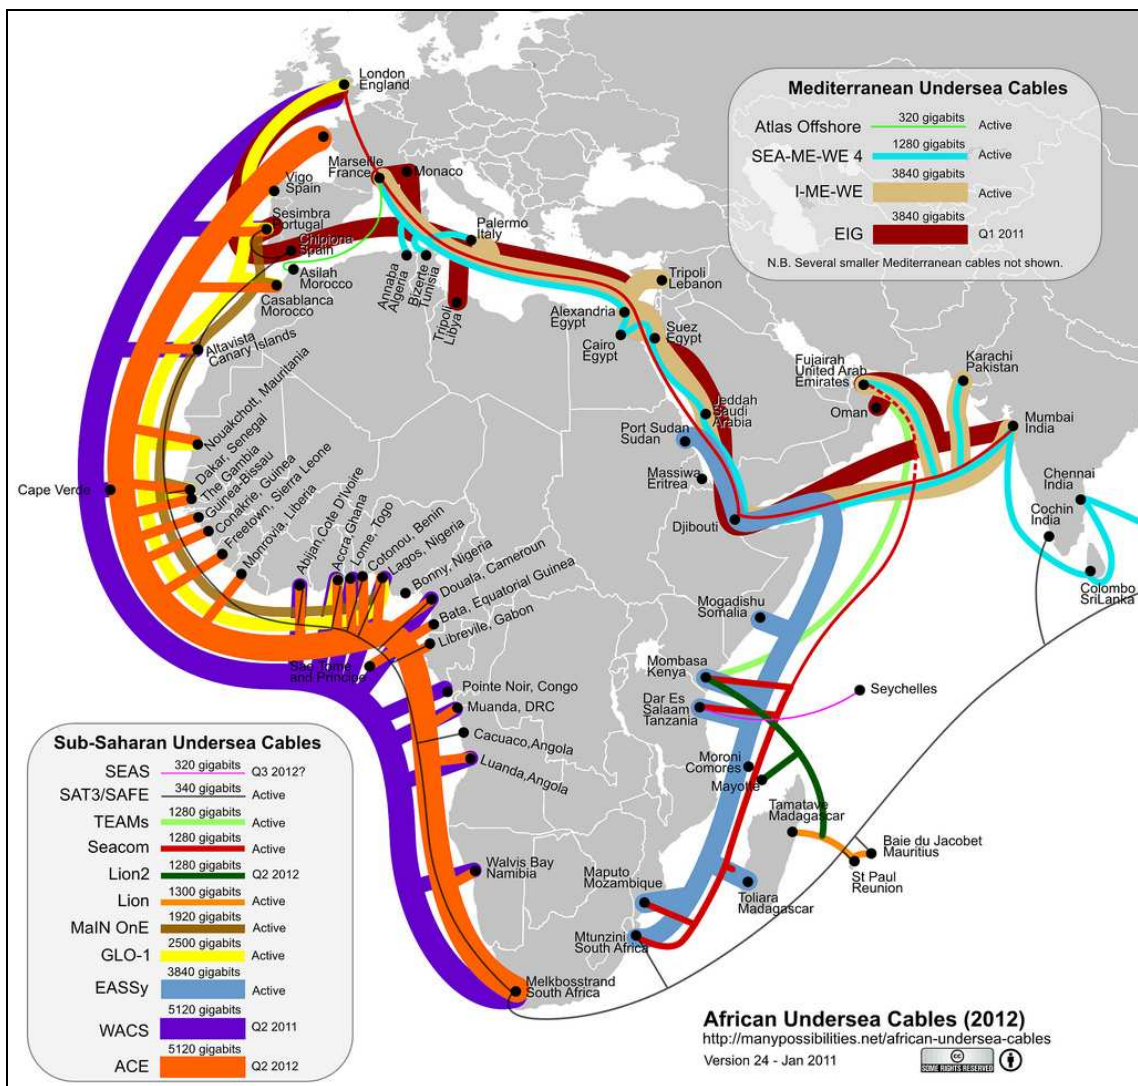 London
England
Mediterranean Undersea Cables
320 gigabits
Atlas Offshore
Active
1280 gigabits
SEA-ME-WE 4
Active
3840 gigabits
I-ME-WE
Active
3840 gigabits
EIG
Q1 2011
N.B. Several smaller Mediterranean cables not shown.
Marseille
France
Monaco
Vigo
Spain
Sesimbra
Portugal
Chipiona
Spain
Palermo
Italy
Asilah
Morocco
Casablanca
Morocco
Annaba
Algeria
Bizerte
Tunisia
Tripoli
Libya
Tripoli
Lebanon
Alexandria
Egypt
Cairo
Egypt
Suez
Egypt
Altavista
Canary Islands
Fujairah
United Arab
Emirates
Karachi
Pakistan
Oman
Jeddah
Saudi
Arabia
Mumbai
India
Port Sudan
Sudan
Massiwa
Eritrea
Djibouti
Chennai
India
Cochin
India
Colombo
SriLanka
Nouakchott, Mauritania
Dakar, Senegal
Cape Verde
The Gambia
Guinea-Bissau
Conakrie, Guinea
Freetown, Sierra Leone
Monrovia, Liberia
Abijan,Cote D'Ivoire
Accra,Ghana
Lome, Togo
Cotonou, Benin
Lagos, Nigeria
Bonny, Nigeria
Douala, Cameroun
Bata, Equatorial Guinea
Libreville, Gabon
Sao Tome
and Principe
Mogadishu
Somalia
Mombasa
Kenya
Dar Es
Salaam
Tanzania
Seychelles
Pointe Noir, Congo
Muanda, DRC
Cacuaco,Angola
Luanda,Angola
Moroni
Comores
Mayotte
Tamatave
Madagascar
Baie du Jacobet
Mauritius
St Paul
Reunion
Walvis Bay
Namibia
Maputo
Mozambique
Toliara
Madagascar
Mtunzini
South Africa
Melkbosstrand
South Africa
Sub-Saharan Undersea Cables
320 gigabits
SEAS
Q3 2012?
340 gigabits
SAT3/SAFE
Active
1280 gigabits
TEAMs
Active
1280 gigabits
Seacom
Active
1280 gigabits
Lion2
Q2 2012
1300 gigabits
Lion
Active
1920 gigabits
MaIN OnE
Active
2500 gigabits
GLO-1
Active
3840 gigabits
EASSy
Active
5120 gigabits
WACS
Q2 2011
5120 gigabits
ACE
Q2 2012
African Undersea Cables (2012)
http://manypossibilities.net/african-undersea-cables
Version 24 - Jan 2011
cc
SOME RIGHTS RESERVED